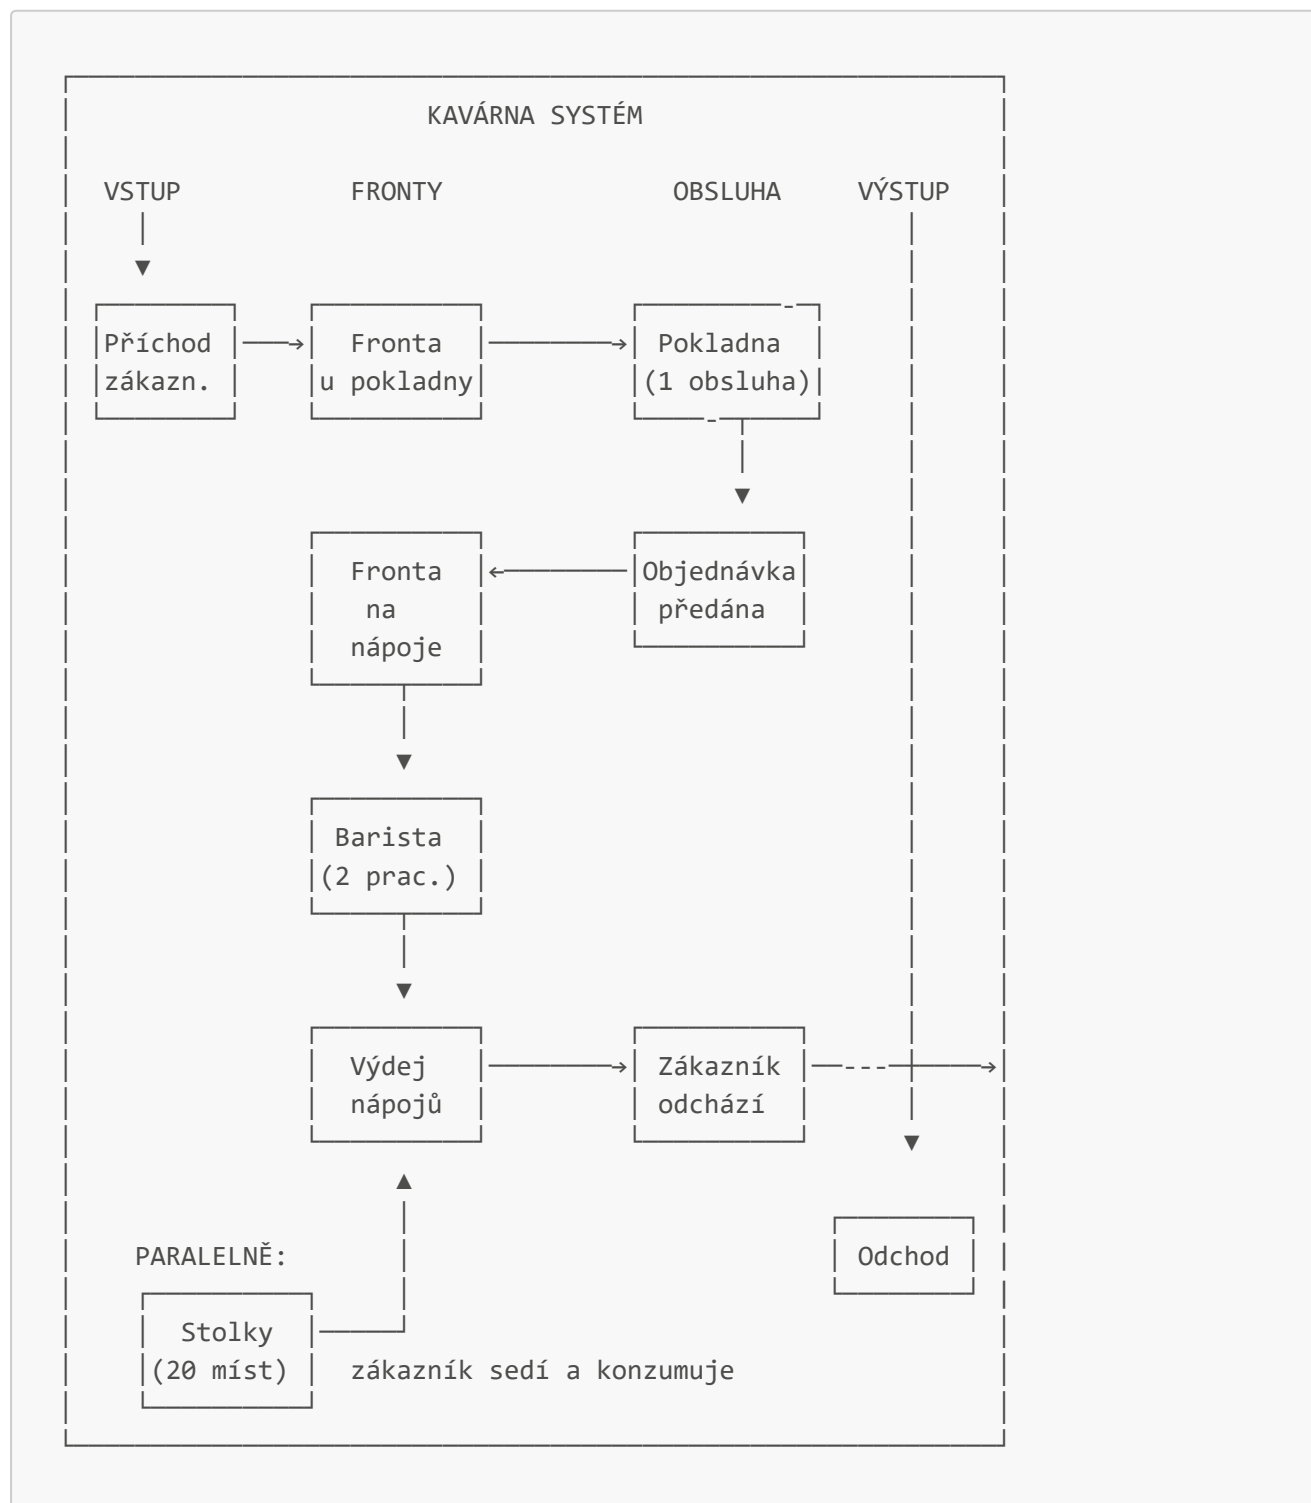 KAVÁRNA SYSTÉM
VSTUP FRONTY OBSLUHA VÝSTUP
Příchod Fronta Pokladna
zákazn. u pokladny (1 obsluha)
Fronta Objednávka
na předána
nápoje
Barista
(2 prac.)
Výdej Zákazník
nápojů odchází
PARALELNĚ: Odchod
Stolky
(20 míst) zákazník sedí a konzumuje